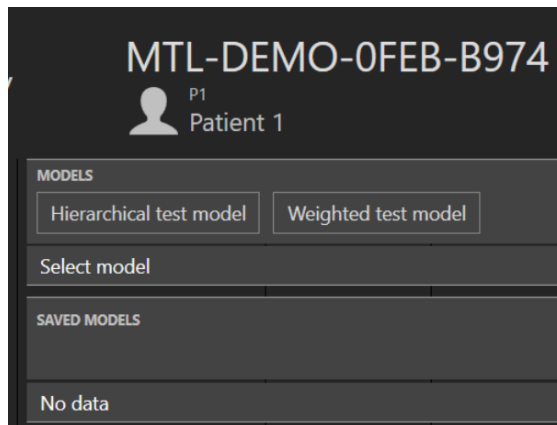 MTL-DEMO-0FEB-B974
P1
Patient 1
MODELS
Hierarchical test model Weighted test model
Select model
SAVED MODELS
No data